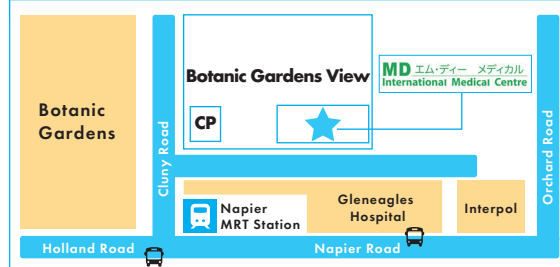 Botanic
Gardens
Cluny Road
Botanic Gardens View
CP
MD エム・ディー メディカル
International Medical Centre
Orchard Road
Napier
MRT Station
Gleneagles
Hospital
Interpol
Holland Road
Napier Road